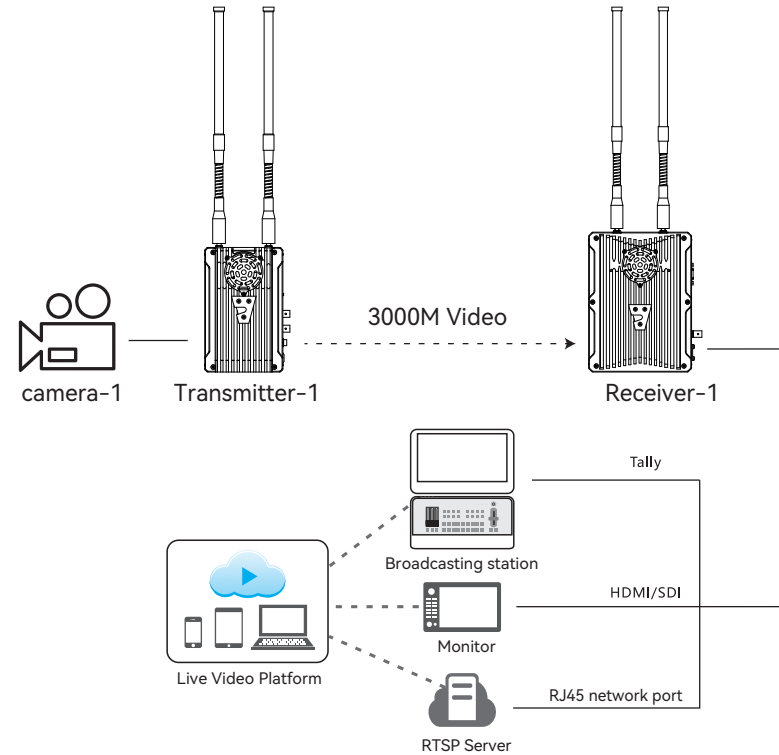 3000M Video
camera-1
Transmitter-1
Receiver-1
Tally
Broadcasting station
HDMI/SDI
Monitor
Live Video Platform
RJ45 network port
RTSP Server